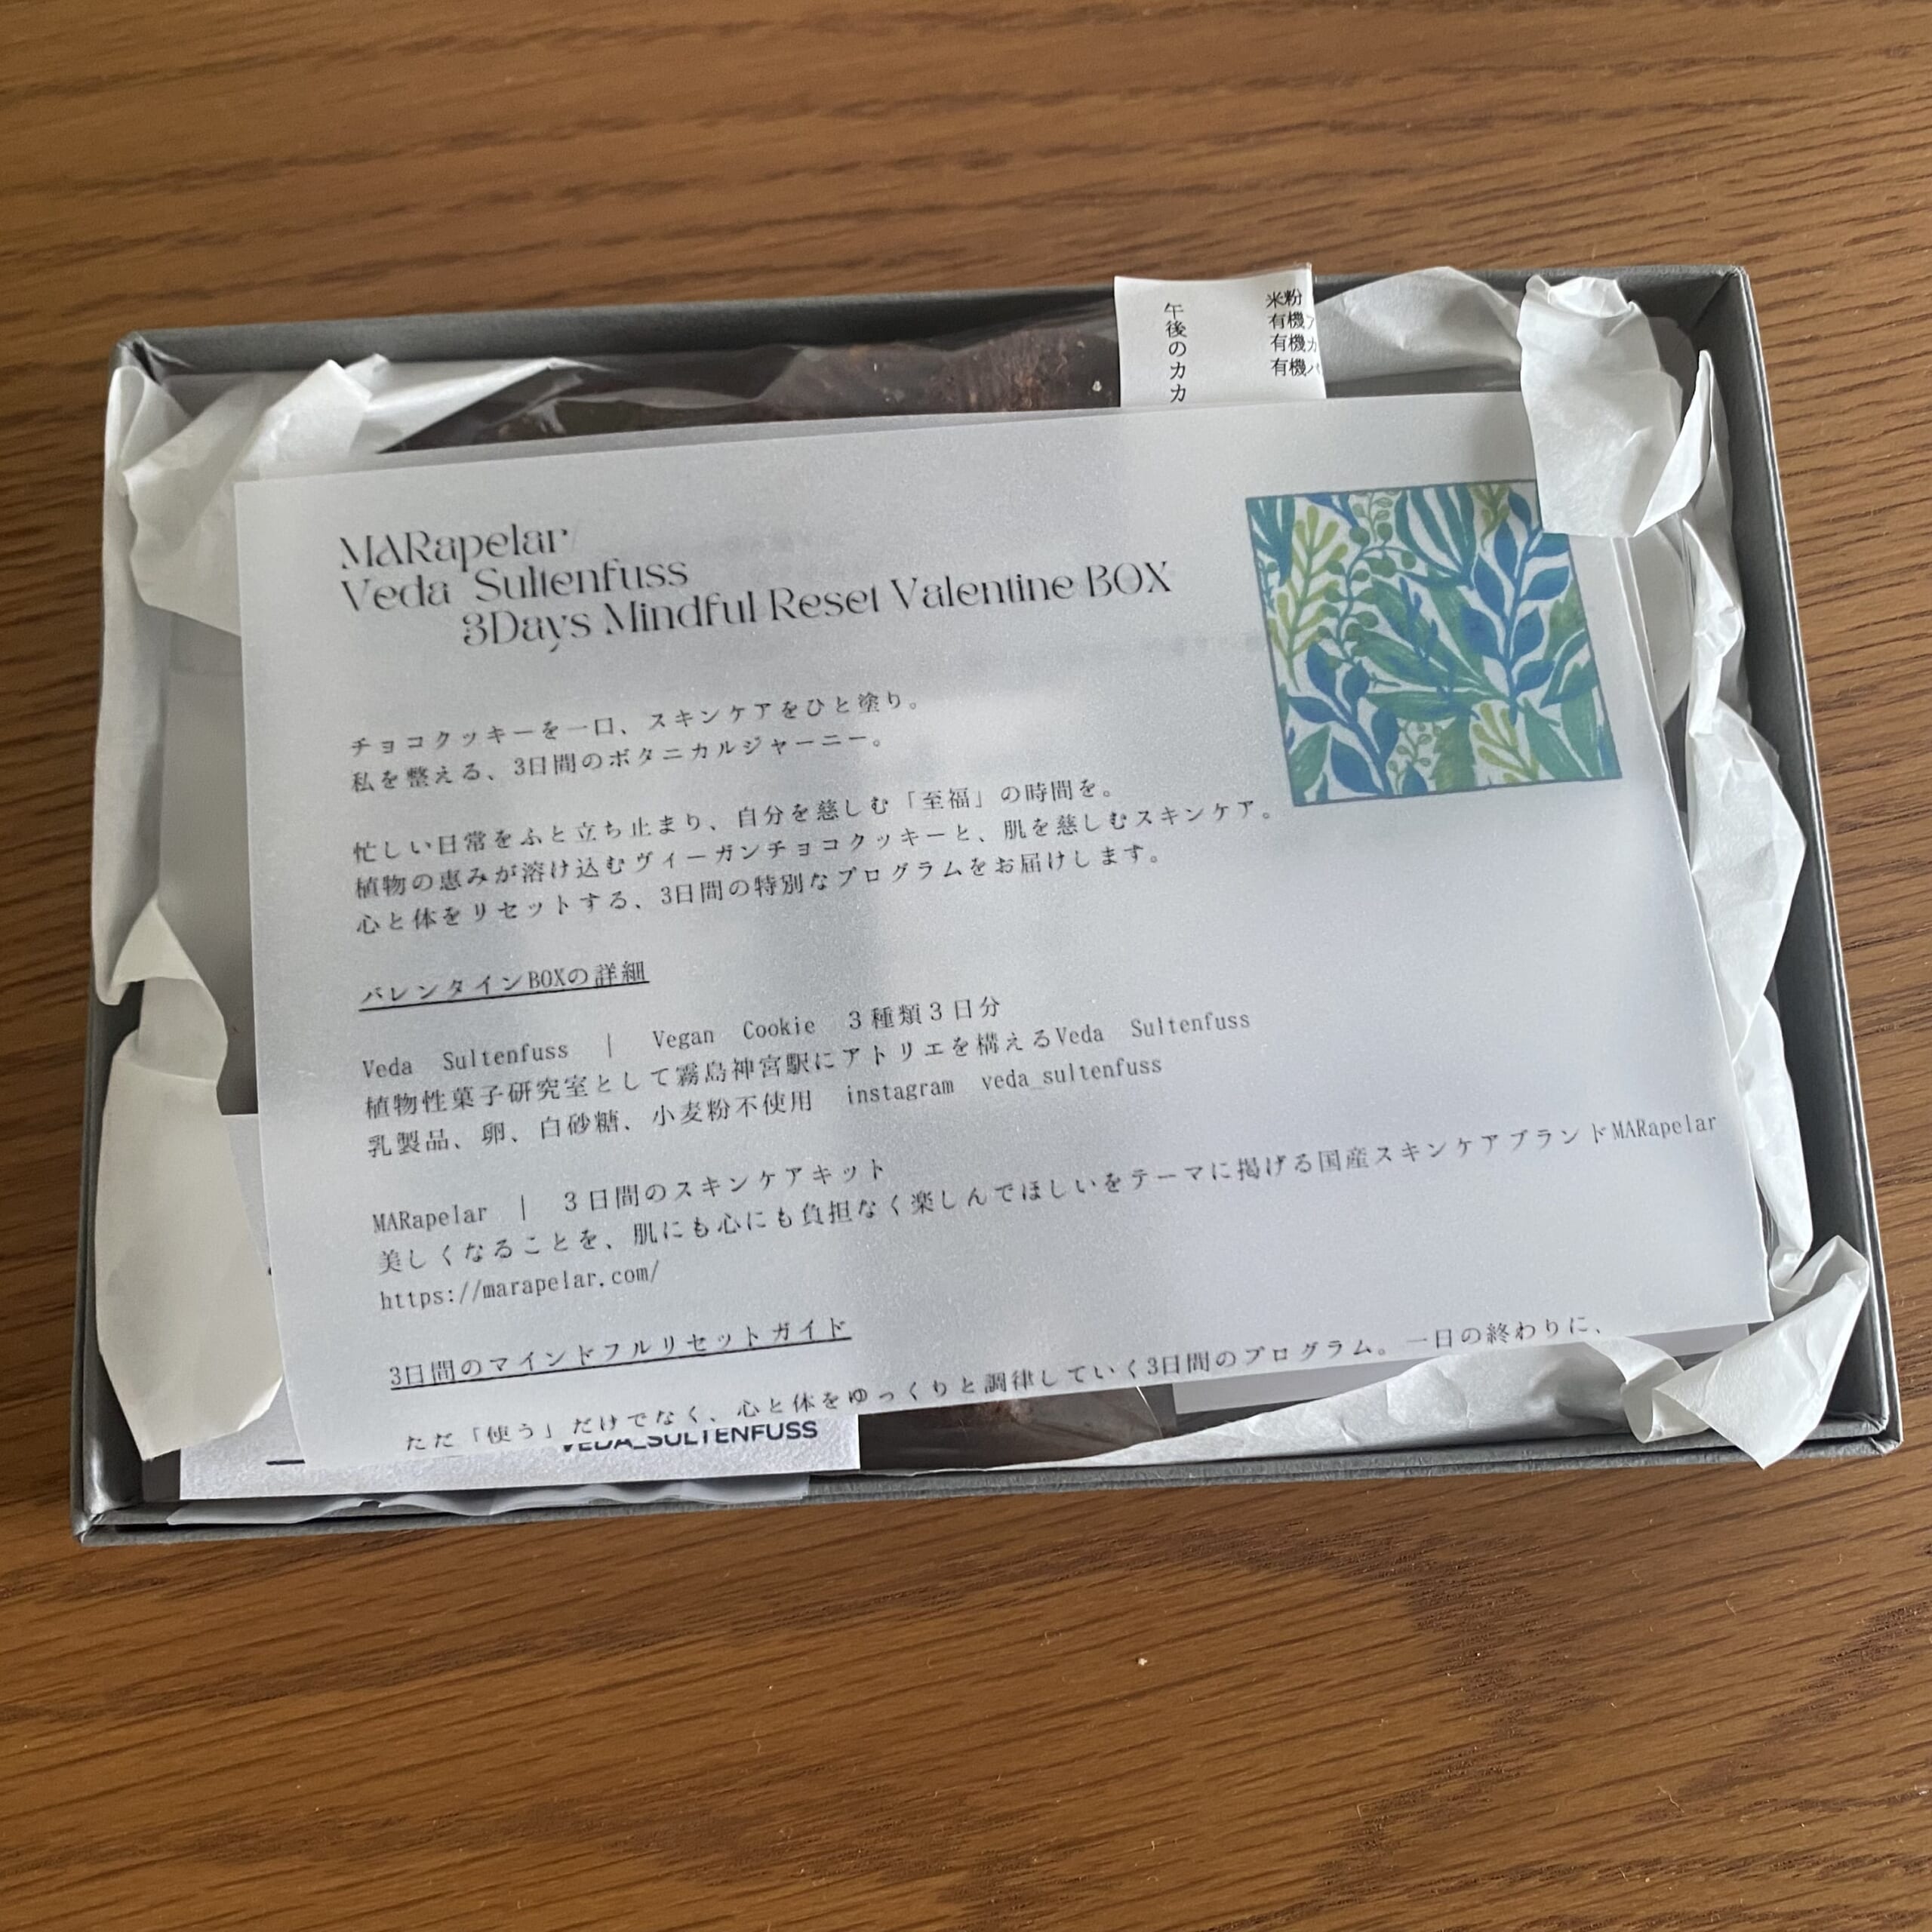 午後のカカ
米粉
有機
有機
有機
MARapelar/
Veda Sultenfuss
3Days Mindful Reset Valentine BOX
チョコクッキーを一口、スキンケアをひと塗り。
私を整える、3日間のボタニカルジャーニー。
忙しい日常をふと立ち止まり、自分を慈しむ「至福」の時間を。
植物の恵みが溶け込むヴィーガンチョコクッキーと、肌を慈しむスキンケア。
心と体をリセットする、3日間の特別なプログラムをお届けします。
バレンタインBOXの詳細
Veda Sultenfuss | Vegan Cookie 3種類3日分
植物性菓子研究室として霧島神宮駅にアトリエを構えるVeda Sultenfuss
乳製品、卵、白砂糖、小麦粉不使用 instagram veda_sultenfuss
MARapelar | 3日間のスキンケアキット
美しくなることを、肌にも心にも負担なく楽しんでほしいをテーマに掲げる国産スキンケアブランドMARapelar
https://marapelar.com/
3日間のマインドフルリセットガイド
ただ「使う」だけでなく、心と体をゆっくりと調律していく3日間のプログラム。一日の終わりに、
VEDA_SULTENFUSS